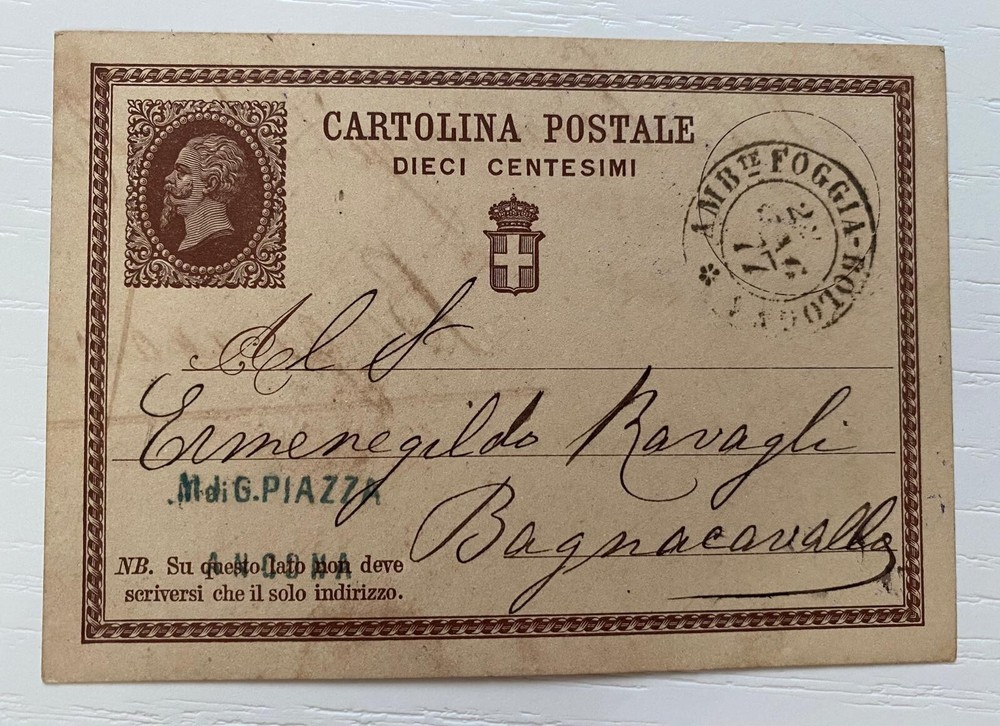 CARTOLINA POSTALE
DIECI CENTESIMI
AMB.TE FOGGIA-BOLOGNA
Al S
Ermenegildo Ravagli
M di G. PIAZZA
Bagnacavallo
ANCONA
NB. Su questo lato non deve
scriversi che il solo indirizzo.